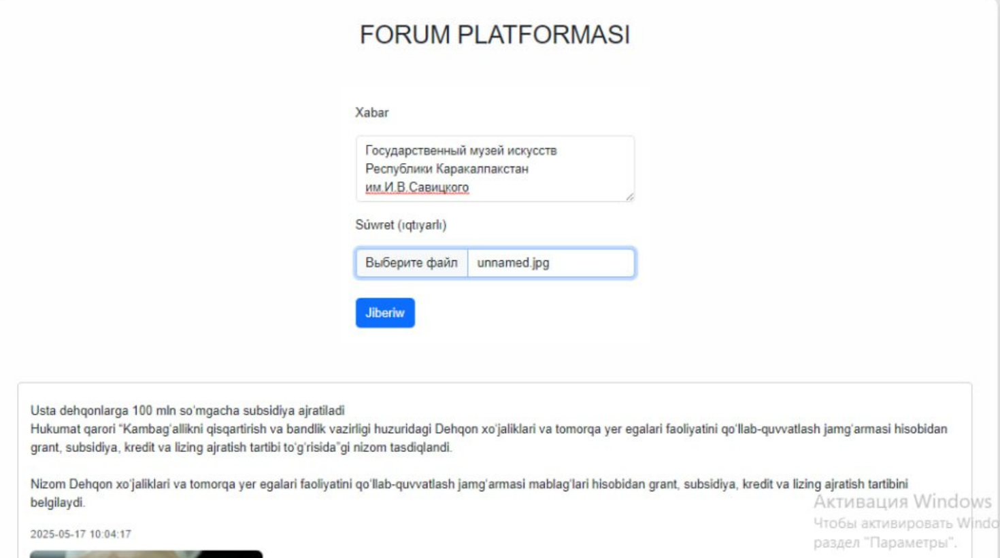 FORUM PLATFORMASI
Xabar
Государственный музей искусств
Республики Каракалпакстан
им.И.В.Савицкого
Súwret (ıqtıyarlı)
Выберите файл unnamed.jpg
Jiberiw
Usta dehqonlarga 100 mln so‘mgacha subsidiya ajratiladi
Hukumat qarori “Kambag‘allikni qisqartirish va bandlik vazirligi huzuridagi Dehqon xo‘jaliklari va tomorqa yer egalari faoliyatini qo‘llab-quvvatlash jamg‘armasi hisobidan
grant, subsidiya, kredit va lizing ajratish tartibi to‘g‘risida”gi nizom tasdiqlandi.
Nizom Dehqon xo‘jaliklari va tomorqa yer egalari faoliyatini qo‘llab-quvvatlash jamg‘armasi mablag‘lari hisobidan grant, subsidiya, kredit va lizing ajratish tartibini
belgilaydi.
2025-05-17 10:04:17
Активация Windows
Чтобы активировать Windo
раздел "Параметры".